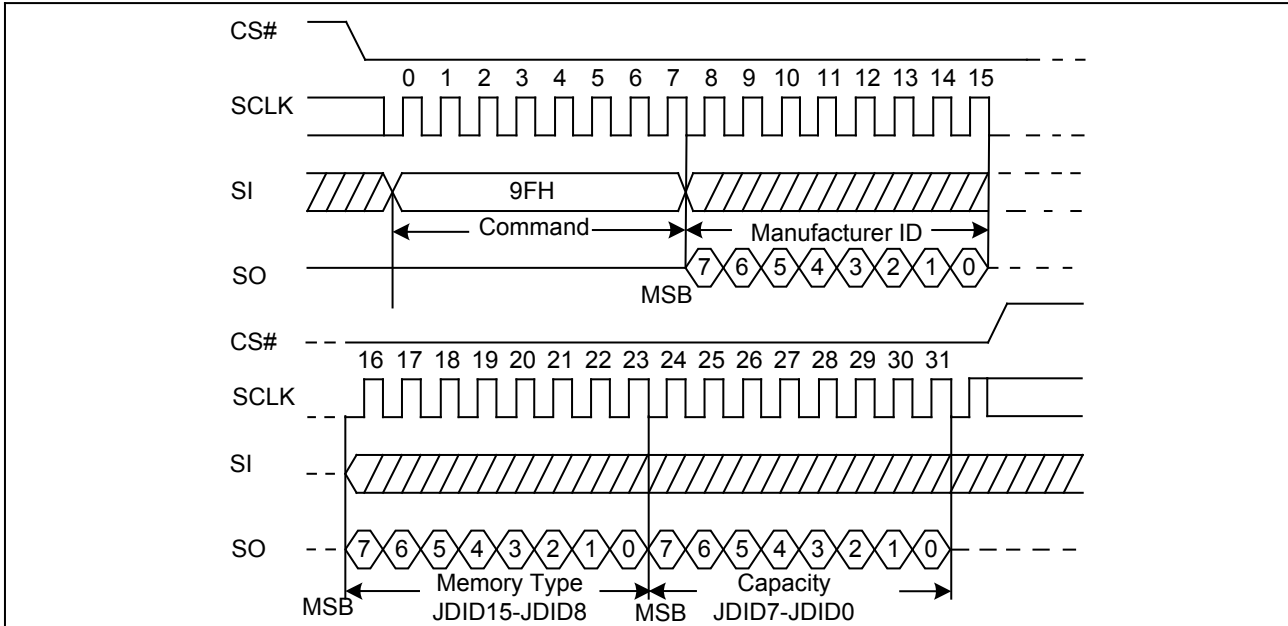 CS#
0 1 2 3 4 5 6 7 8 9 10 11 12 13 14 15
SCLK
SI
9FH
Command
Manufacturer ID
SO
7 6 5 4 3 2 1 0
MSB
CS#
16 17 18 19 20 21 22 23 24 25 26 27 28 29 30 31
SCLK
SI
SO
7 6 5 4 3 2 1 0 7 6 5 4 3 2 1 0
Memory Type Capacity
MSB JDID15-JDID8 MSB JDID7-JDID0